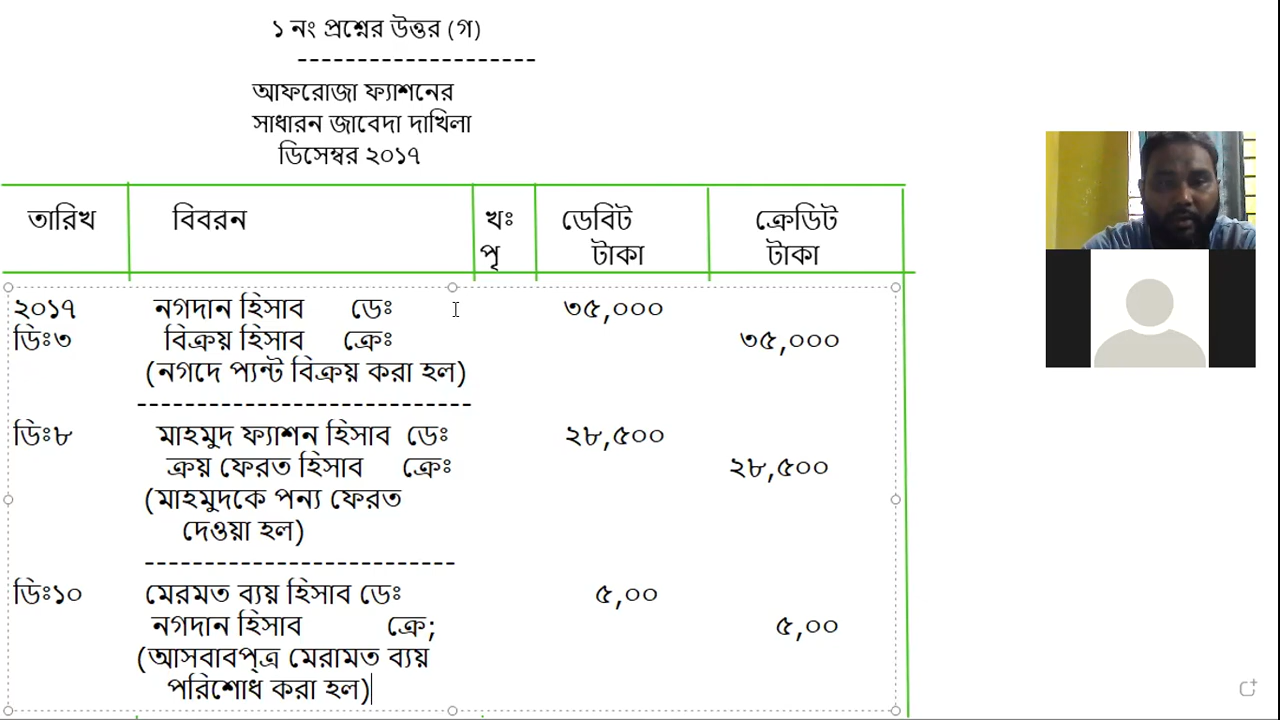 ১ নং প্রশ্নের উত্তর (গ)
--------------------
আফরোজা ফ্যাশনের
সাধারন জাবেদা দাখিলা
ডিসেম্বর ২০১৭
তারিখ বিবরন খঃ ডেবিট ক্রেডিট
পৃ টাকা টাকা
২০১৭ নগদান হিসাব ডেঃ ৩৫,০০০
ডিঃ৩ বিক্রয় হিসাব ক্রেঃ ৩৫,০০০
(নগদে প্যন্ট বিক্রয় করা হল)
----------------------------
ডিঃ৮ মাহমুদ ফ্যাশন হিসাব ডেঃ ২৮,৫০০
ক্রয় ফেরত হিসাব ক্রেঃ ২৮,৫০০
(মাহমুদকে পন্য ফেরত
দেওয়া হল)
--------------------------
ডিঃ১০ মেরমত ব্যয় হিসাব ডেঃ ৫,০০
নগদান হিসাব ক্রে; ৫,০০
(আসবাবপ্ত্র মেরামত ব্যয়
পরিশোধ করা হল)